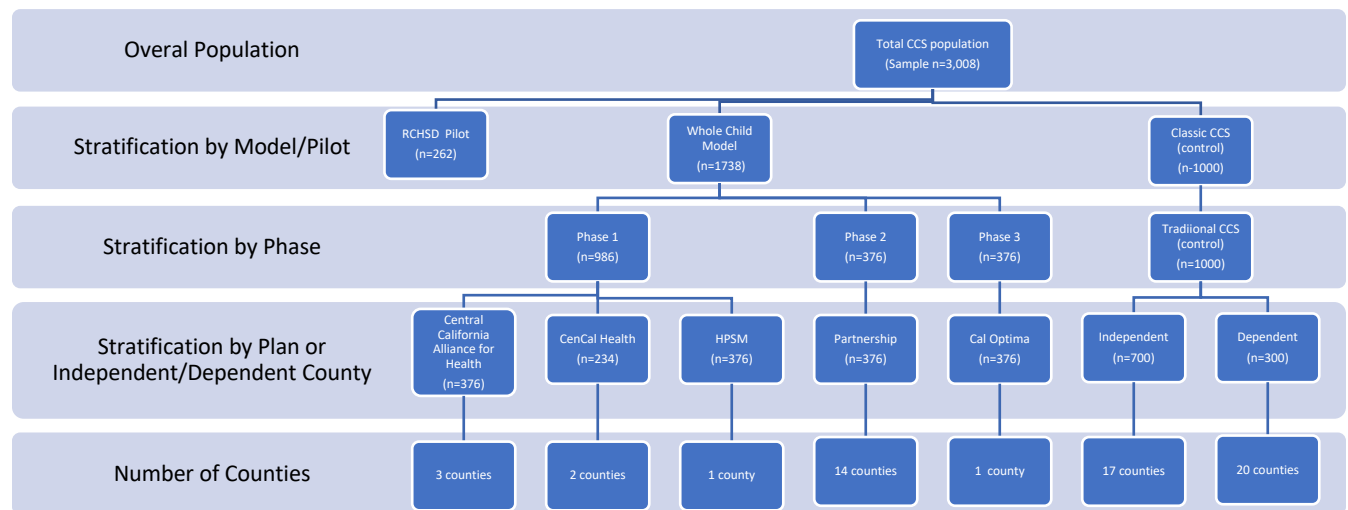 Overal Population
Total CCS population
(Sample n=3,008)
Stratification by Model/Pilot
RCHSD Pilot
(n=262)
Whole Child
Model
(n=1738)
Classic CCS
(control)
(n-1000)
Stratification by Phase
Phase 1
(n=986)
Phase 2
(n=376)
Phase 3
(n=376)
Tradiional CCS
(control)
(n=1000)
Stratification by Plan or
Independent/Dependent County
Central
California
Alliance for
Health
(n=376)
CenCal Health
(n=234)
HPSM
(n=376)
Partnership
(n=376)
Cal Optima
(n=376)
Independent
(n=700)
Dependent
(n=300)
Number of Counties
3 counties
2 counties
1 county
14 counties
1 county
17 counties
20 counties